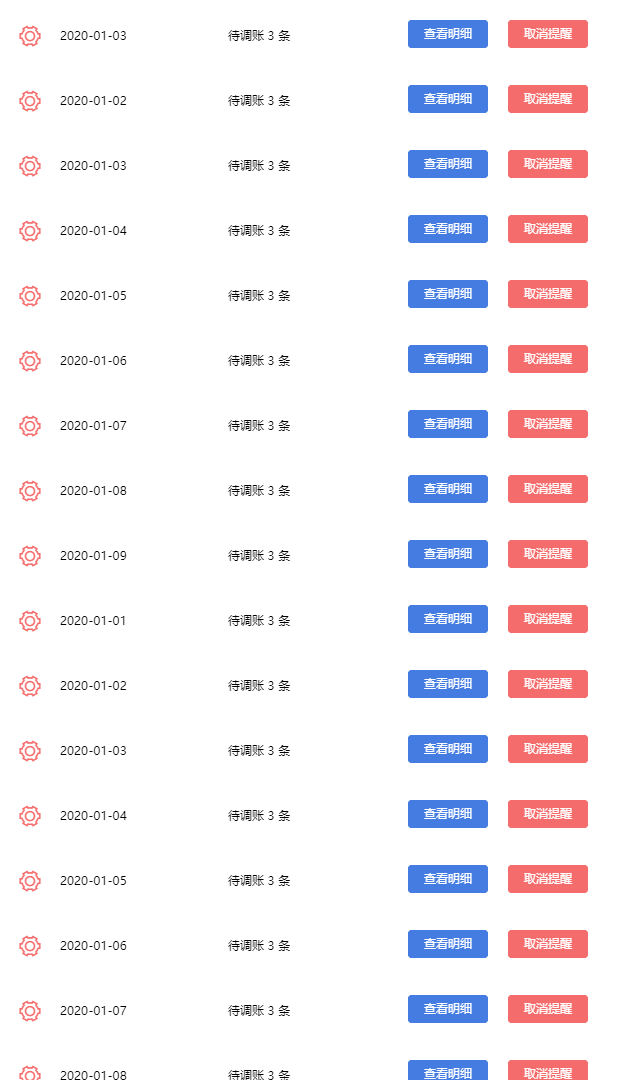 2020-01-03 待调账 3 条 查看明细 取消提醒
2020-01-02 待调账 3 条 查看明细 取消提醒
2020-01-03 待调账 3 条 查看明细 取消提醒
2020-01-04 待调账 3 条 查看明细 取消提醒
2020-01-05 待调账 3 条 查看明细 取消提醒
2020-01-06 待调账 3 条 查看明细 取消提醒
2020-01-07 待调账 3 条 查看明细 取消提醒
2020-01-08 待调账 3 条 查看明细 取消提醒
2020-01-09 待调账 3 条 查看明细 取消提醒
2020-01-01 待调账 3 条 查看明细 取消提醒
2020-01-02 待调账 3 条 查看明细 取消提醒
2020-01-03 待调账 3 条 查看明细 取消提醒
2020-01-04 待调账 3 条 查看明细 取消提醒
2020-01-05 待调账 3 条 查看明细 取消提醒
2020-01-06 待调账 3 条 查看明细 取消提醒
2020-01-07 待调账 3 条 查看明细 取消提醒
2020-01-08 待调账 3 条 查看明细 取消提醒